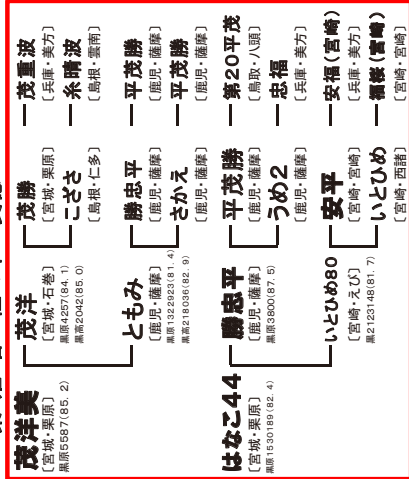 茂洋美
［宮城・栗原］
黒原5587(85.2)
はなこ44
［宮城・栗原］
黒原1530189(82.4)
茂洋
［宮城・石巻］
黒原4257(84.1)
黒高2042(85.0)
ともみ
［鹿児・薩摩］
黒原1322923(81.4)
黒高218036(82.9)
勝忠平
［鹿児・薩摩］
黒原3800(87.5)
いとひめ80
［宮崎・えび］
黒2123148(81.7)
茂勝
［宮城・栗原］
こざさ
［島根・仁多］
勝忠平
［鹿児・薩摩］
さかえ
［鹿児・薩摩］
平茂勝
［鹿児・薩摩］
うめ2
［鹿児・薩摩］
安平
［宮崎・宮崎］
いとひめ
［宮崎・西諸］
茂重波
［兵庫・美方］
糸晴波
［島根・雲南］
平茂勝
［鹿児・薩摩］
平茂勝
［鹿児・薩摩］
第20平茂
［鳥取・八頭］
忠福
［兵庫・美方］
安福(宮崎)
［兵庫・美方］
福桜(宮崎)
［宮崎・宮崎］